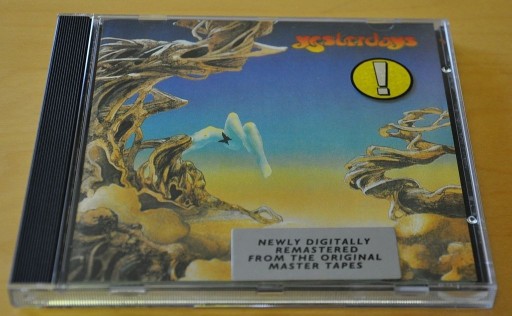 yesterdays
!
NEWLY DIGITALLY
REMASTERED
FROM THE ORIGINAL
MASTER TAPES